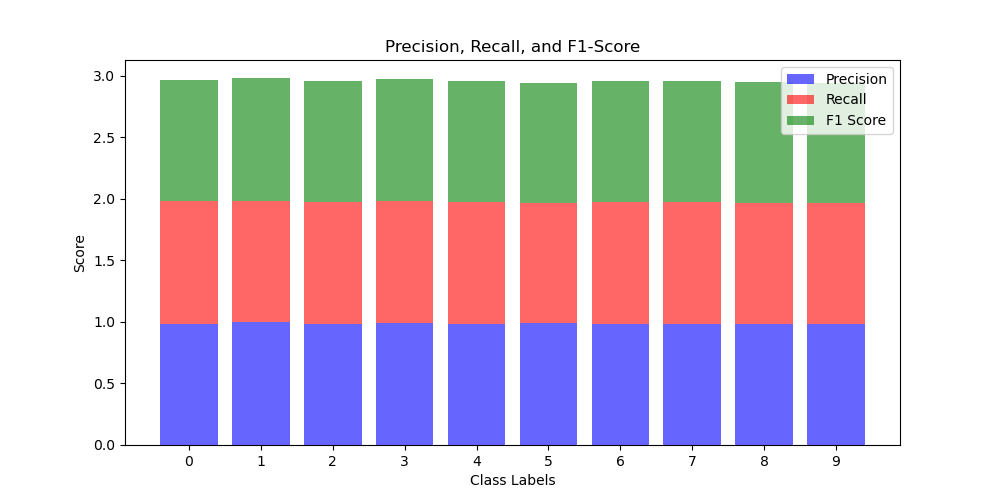 Precision, Recall, and F1-Score
Precision
Recall
F1 Score
3.0
2.5
2.0
1.5
1.0
0.5
0.0
Score
0 1 2 3 4 5 6 7 8 9
Class Labels